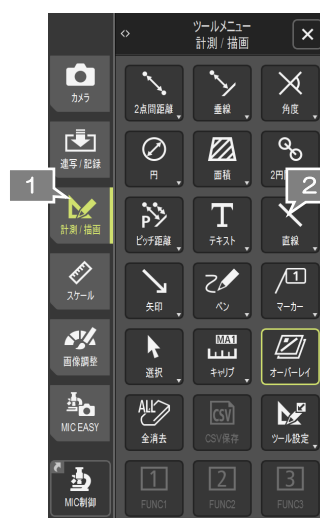 ツールメニュー
計測 / 描画
カメラ
連写 / 記録
1
計測 / 描画
スケール
画像調整
MIC EASY
MIC制御
2点間距離
垂線
角度
円
面積
2円
2
P
ピッチ距離
T
テキスト
直線
矢印
ペン
1
マーカー
選択
MA1
キャリブ
オーバーレイ
ALL
全消去
CSV
CSV保存
ツール設定
1
FUNC1
2
FUNC2
3
FUNC3